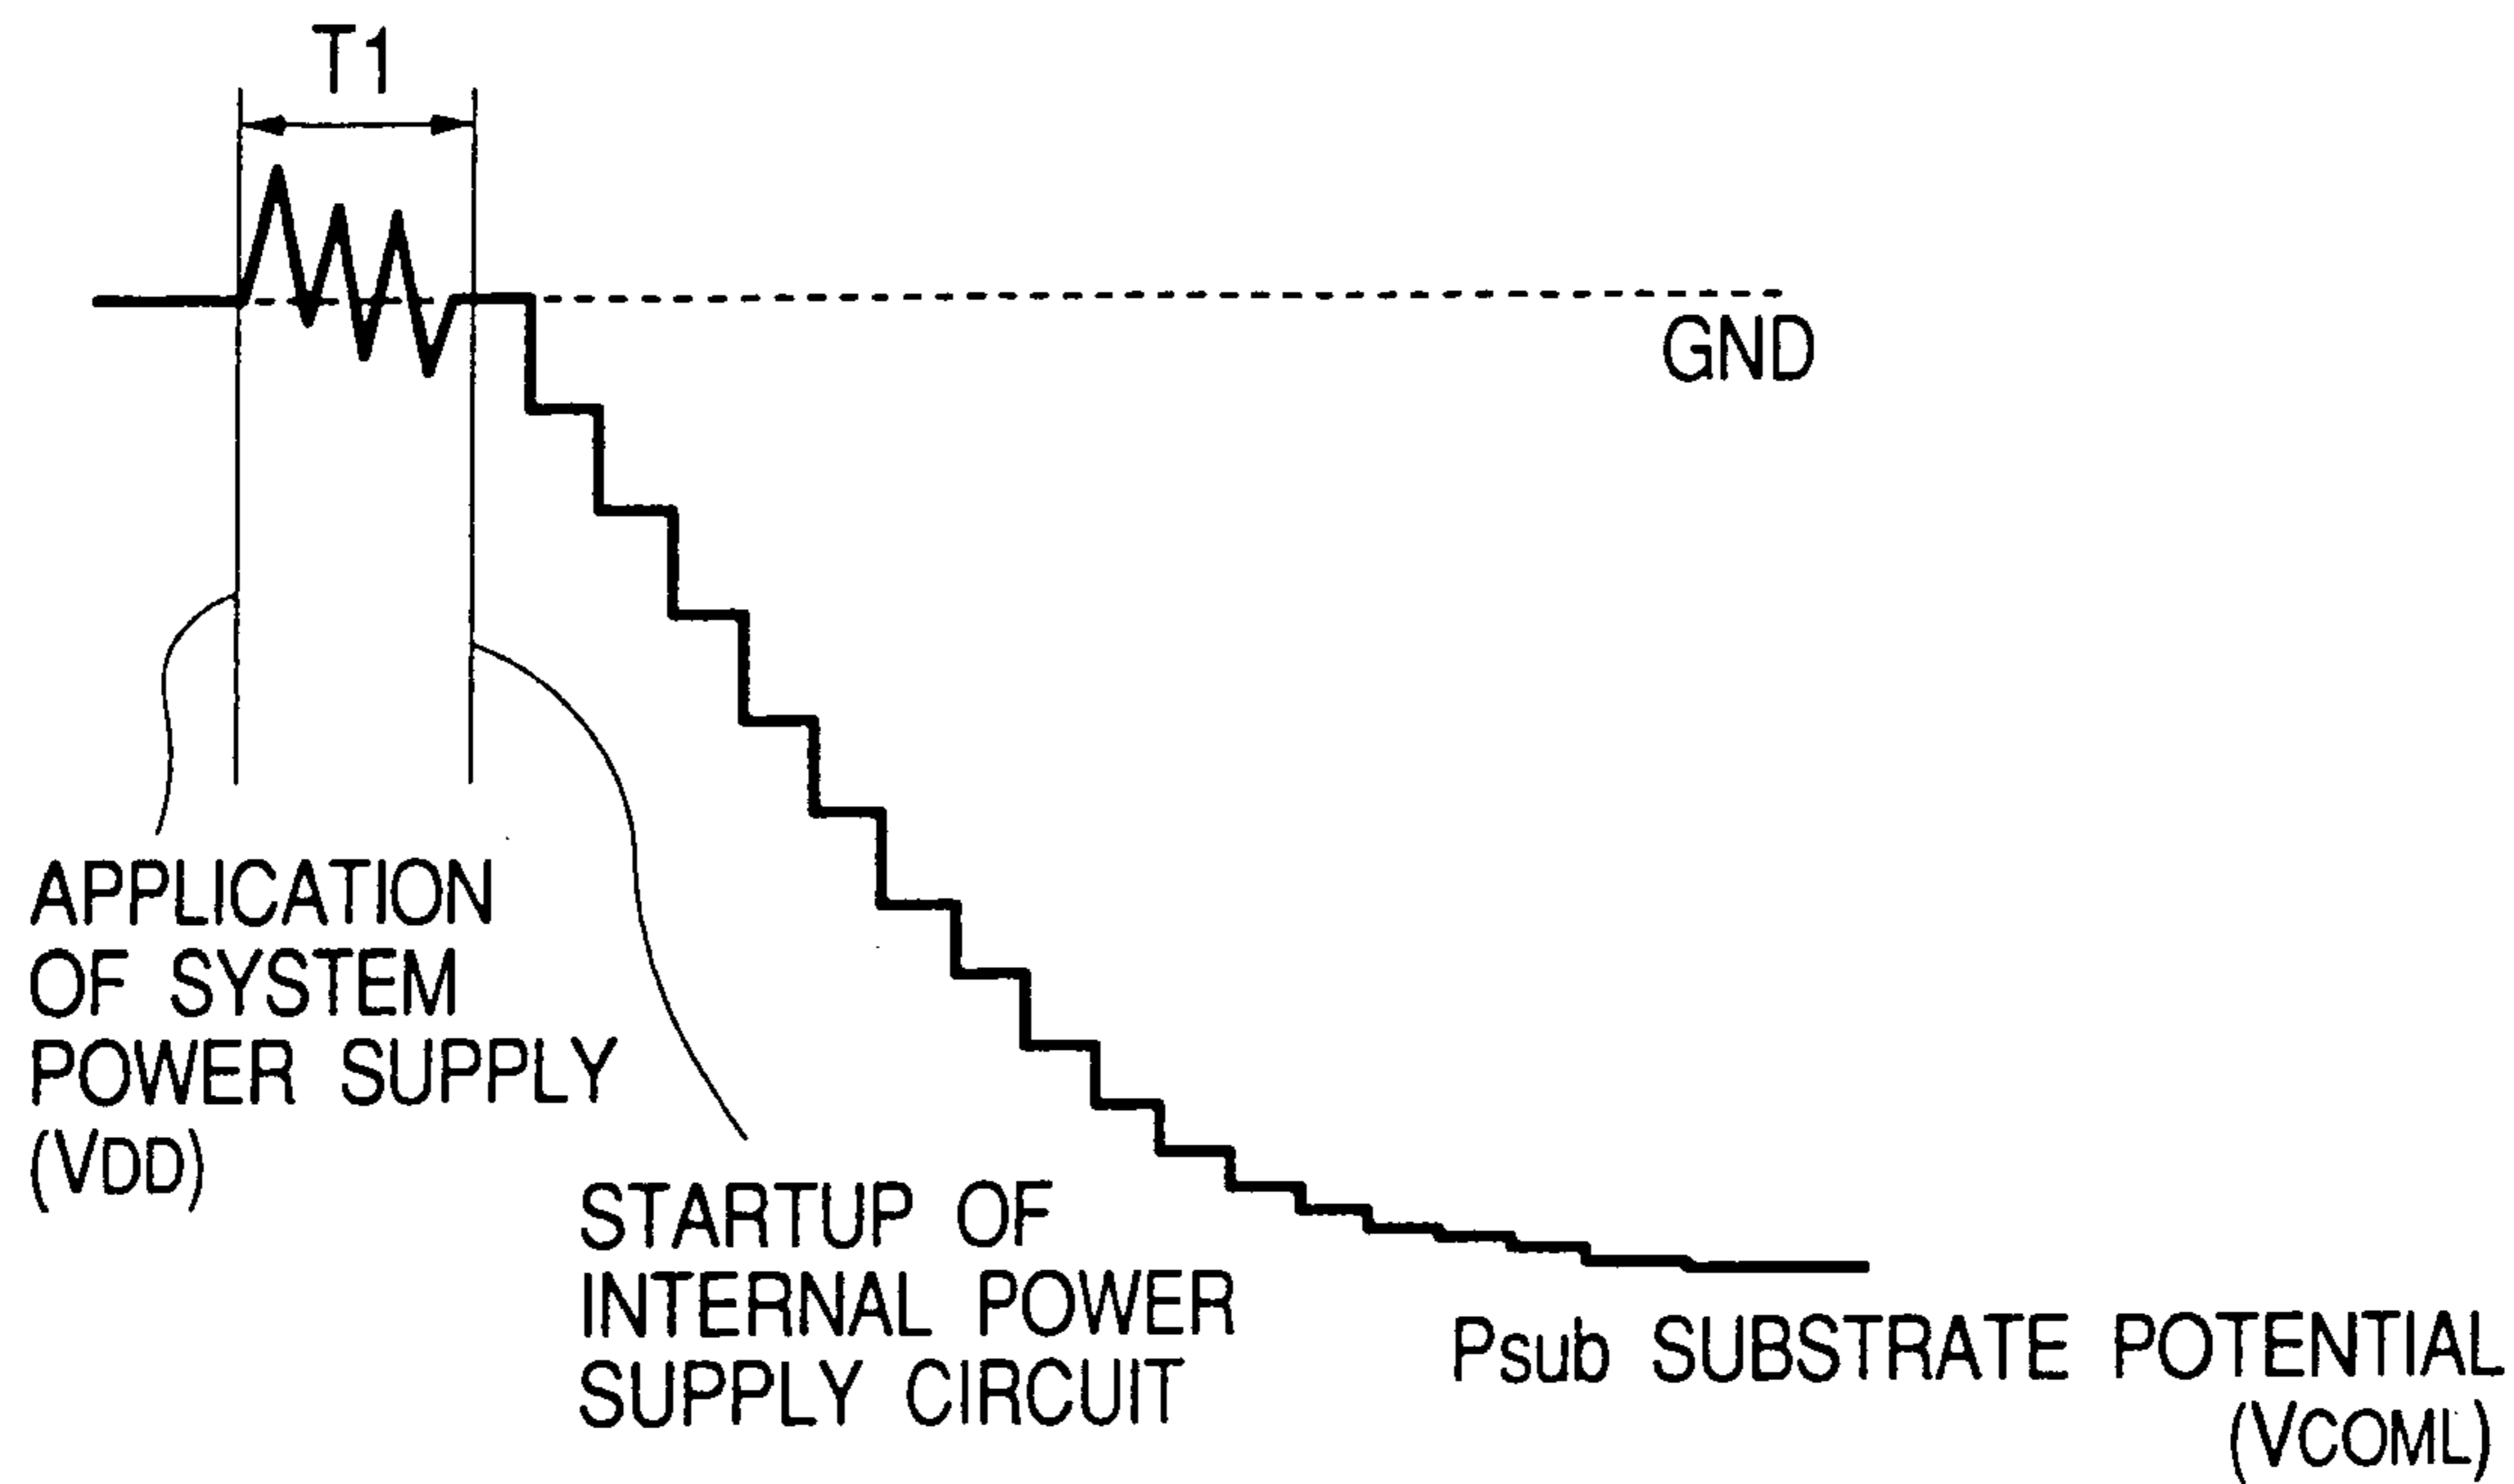 T1
GND
APPLICATION
OF SYSTEM
POWER SUPPLY
(VDD)
STARTUP OF
INTERNAL POWER
SUPPLY CIRCUIT
Psub SUBSTRATE POTENTIAL
(VCOML)